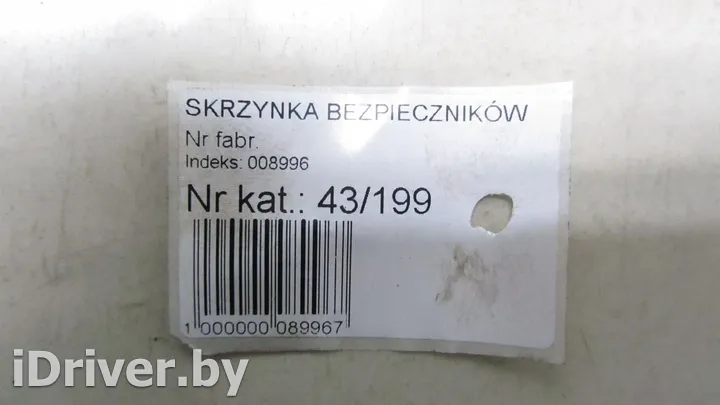 SKRZYNKA BEZPIECZNIKÓW
Nr fabr.
Indeks: 008996
Nr kat.: 43/199
1 000000 089967
iDriver.by